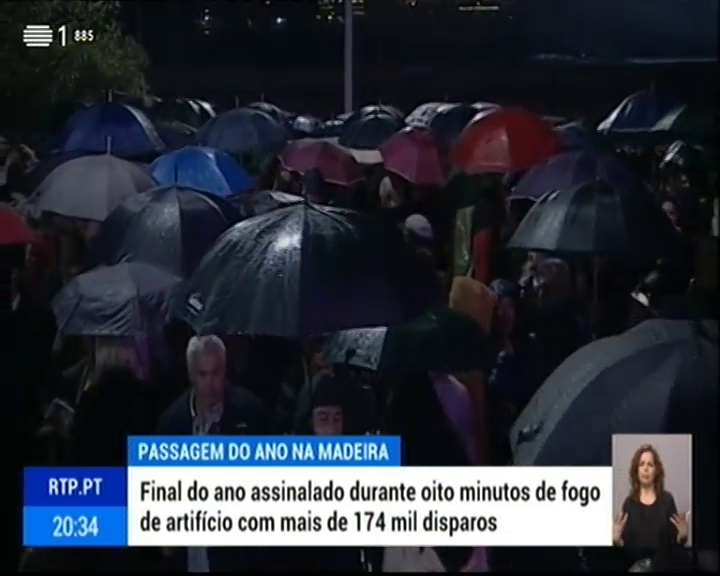 1 885
PASSAGEM DO ANO NA MADEIRA
RTP.PT
20:34
Final do ano assinalado durante oito minutos de fogo
de artifício com mais de 174 mil disparos